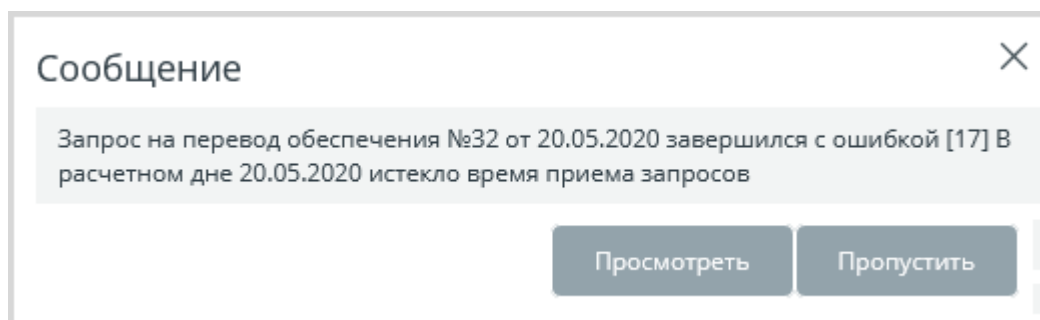 Сообщение
Запрос на перевод обеспечения №32 от 20.05.2020 завершился с ошибкой [17] В
расчетном дне 20.05.2020 истекло время приема запросов
Просмотреть Пропустить